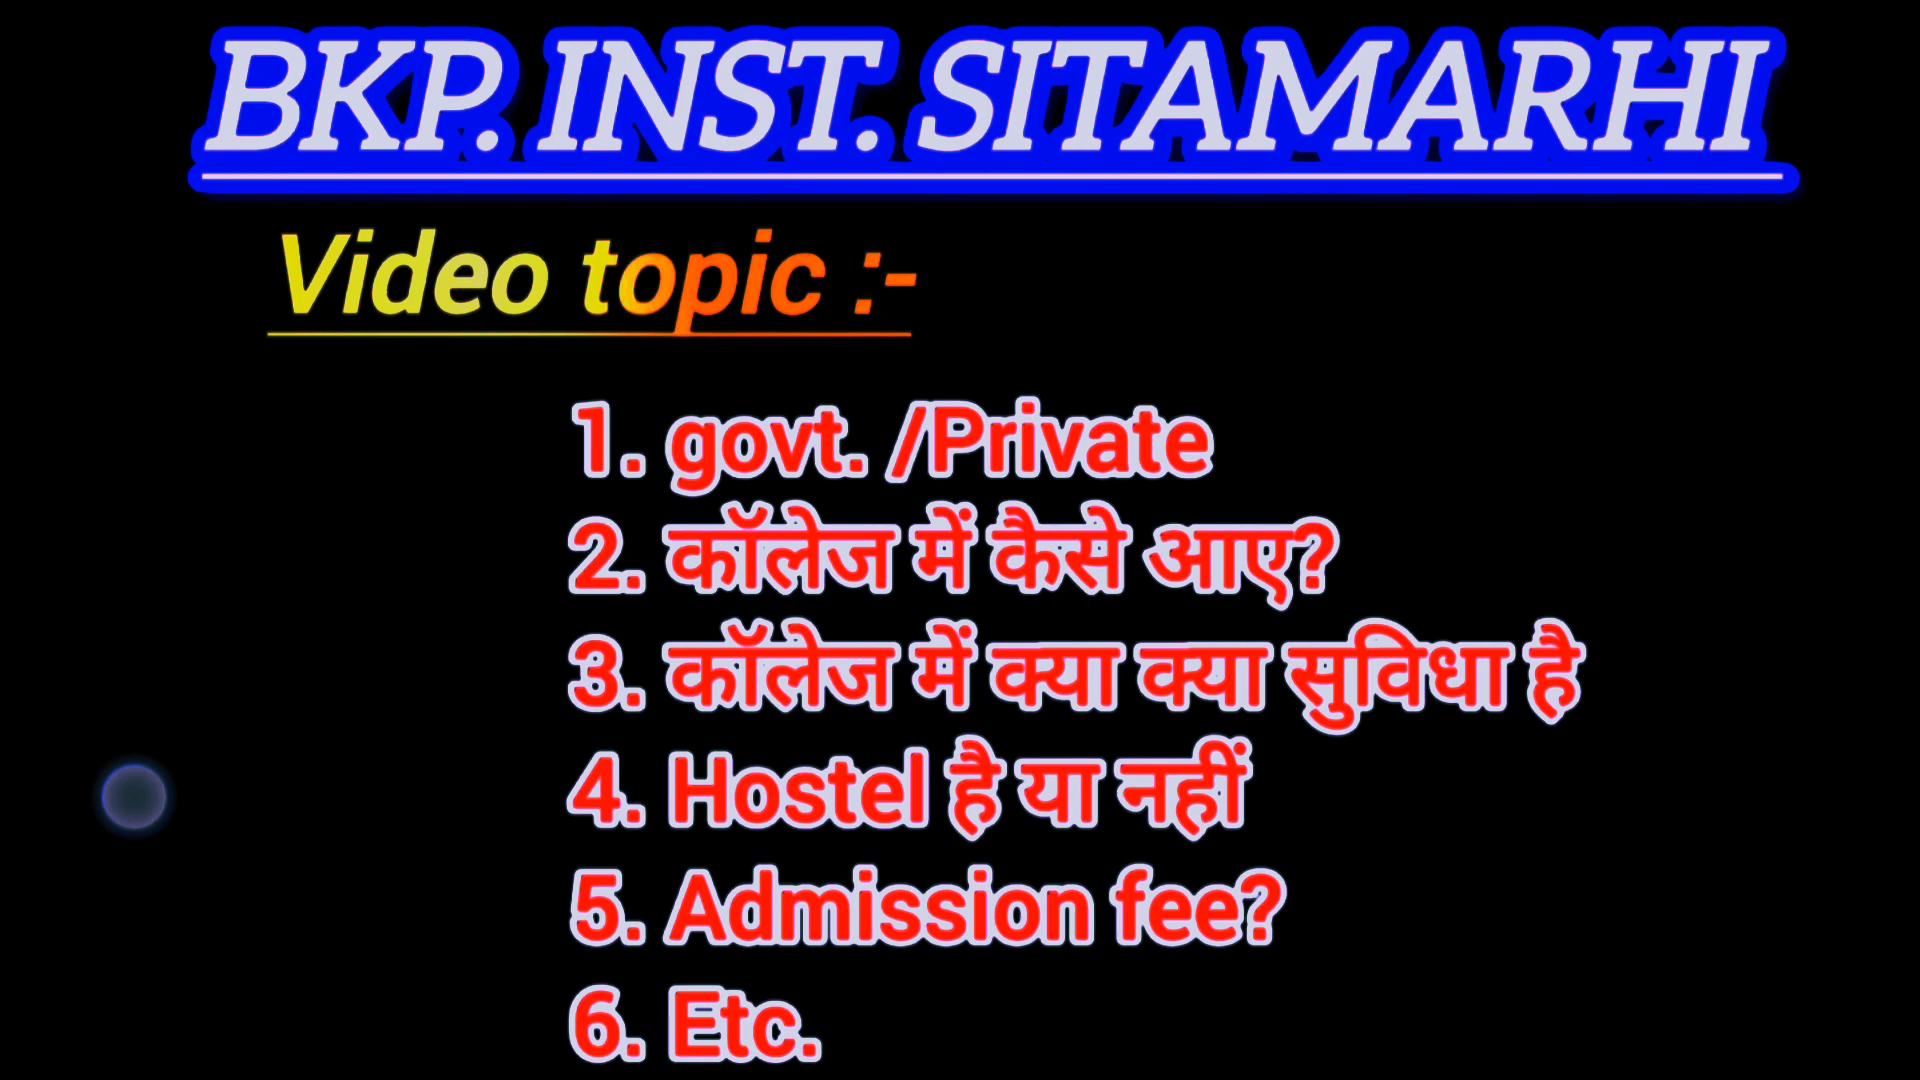 BKP. INST. SITAMARHI
Video topic :-
1. govt. /Private
2. कॉलेज में कैसे आए?
3. कॉलेज में क्या क्या सुविधा है
4. Hostel है या नहीं
5. Admission fee?
6. Etc.